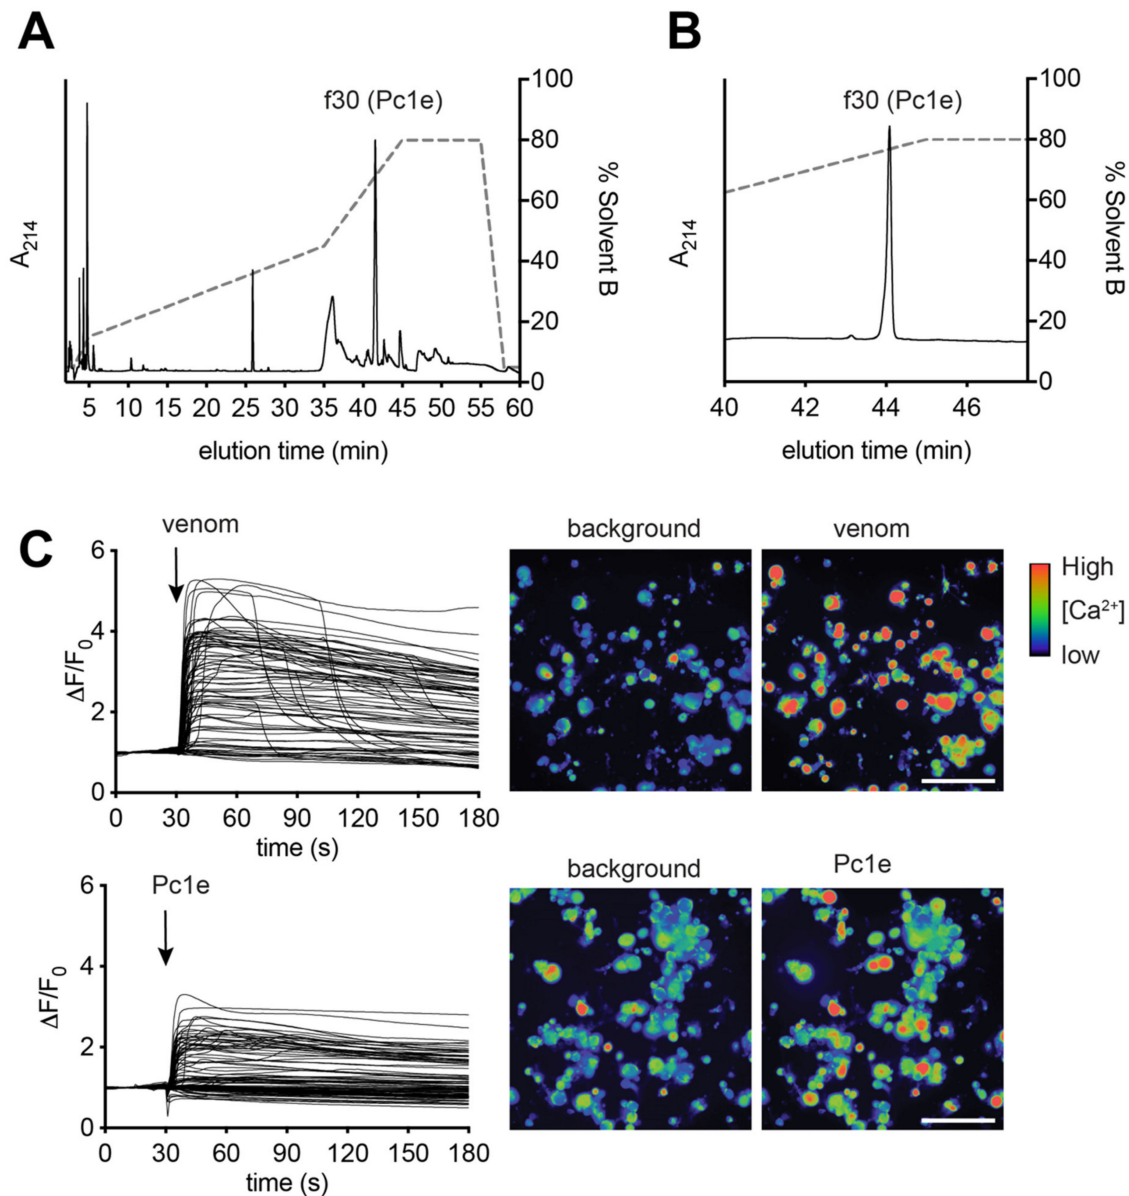 A
f30 (Pc1e)
A214
100
80
60
40
20
0
% Solvent B
5 10 15 20 25 30 35 40 45 50 55 60
elution time (min)
B
f30 (Pc1e)
A214
100
80
60
40
20
0
% Solvent B
40 42 44 46
elution time (min)
C
venom
ΔF/F0
6
4
2
0
0 30 60 90 120 150 180
time (s)
background
venom
High
[Ca2+]
low
Pc1e
ΔF/F0
6
4
2
0
0 30 60 90 120 150 180
time (s)
background
Pc1e